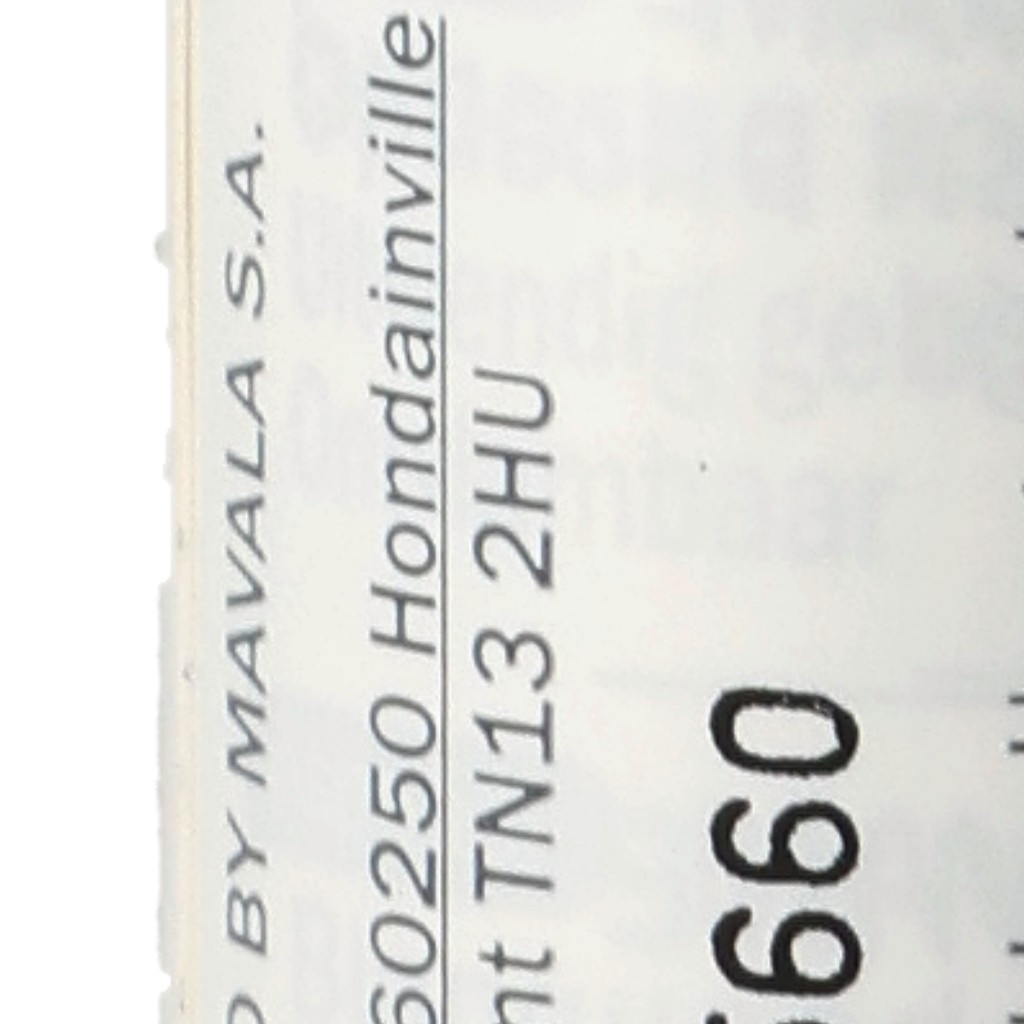 BY MAVALA S.A.
60250 Hondainville
nt TN13 2HU
660